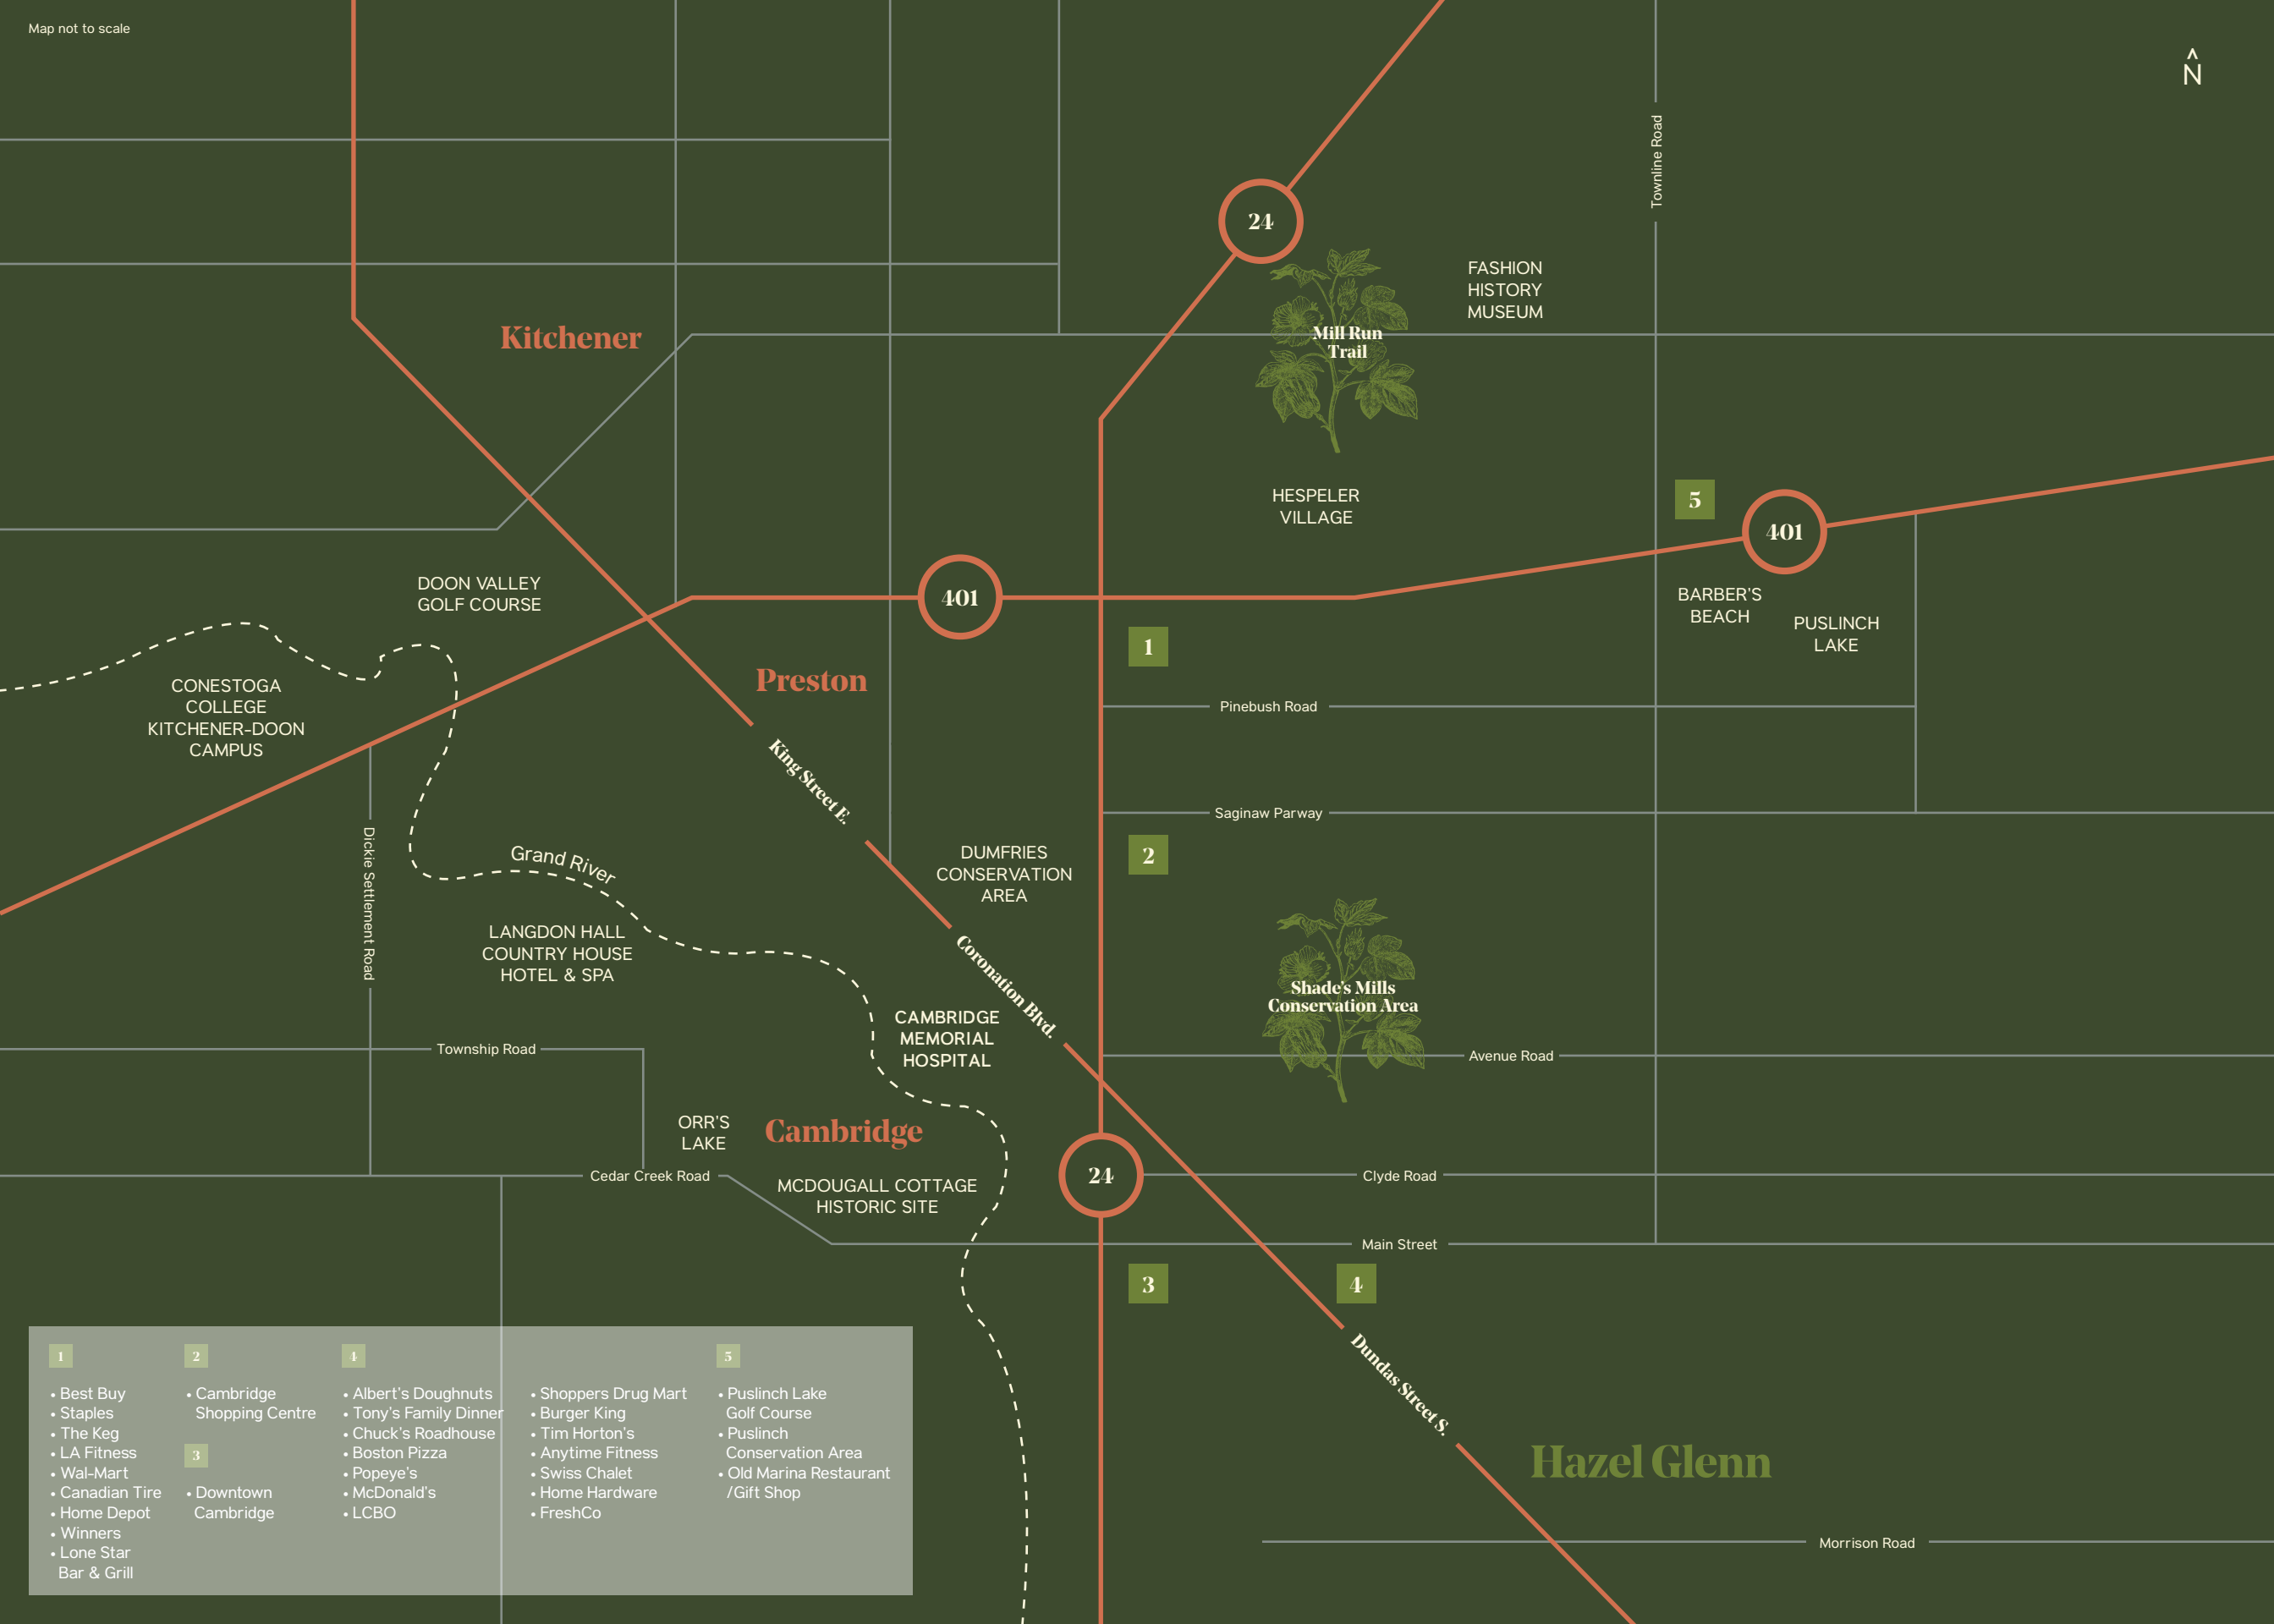 Map not to scale
^
N
Townline Road
24
FASHION
HISTORY
MUSEUM
Kitchener
Mill Run
Trail
HESPELER
VILLAGE
5
401
DOON VALLEY
GOLF COURSE
401
BARBER'S
BEACH
PUSLINCH
LAKE
1
CONESTOGA
COLLEGE
KITCHENER-DOON
CAMPUS
Preston
Pinebush Road
King Street E.
Saginaw Parway
Dickie Settlement Road
Grand River
DUMFRIES
CONSERVATION
AREA
2
LANGDON HALL
COUNTRY HOUSE
HOTEL & SPA
Coronation Blvd.
Shade's Mills
Conservation Area
CAMBRIDGE
MEMORIAL
HOSPITAL
Township Road
Avenue Road
ORR'S
LAKE
Cambridge
Cedar Creek Road
MCDOUGALL COTTAGE
HISTORIC SITE
24
Clyde Road
Main Street
3
4
Dundas Street S.
Hazel Glenn
Morrison Road
1
• Best Buy
• Staples
• The Keg
• LA Fitness
• Wal-Mart
• Canadian Tire
• Home Depot
• Winners
• Lone Star
Bar & Grill
2
• Cambridge
Shopping Centre
3
• Downtown
Cambridge
4
• Albert's Doughnuts
• Tony's Family Dinner
• Chuck's Roadhouse
• Boston Pizza
• Popeye's
• McDonald's
• LCBO
• Shoppers Drug Mart
• Burger King
• Tim Horton's
• Anytime Fitness
• Swiss Chalet
• Home Hardware
• FreshCo
5
• Puslinch Lake
Golf Course
• Puslinch
Conservation Area
• Old Marina Restaurant
/Gift Shop